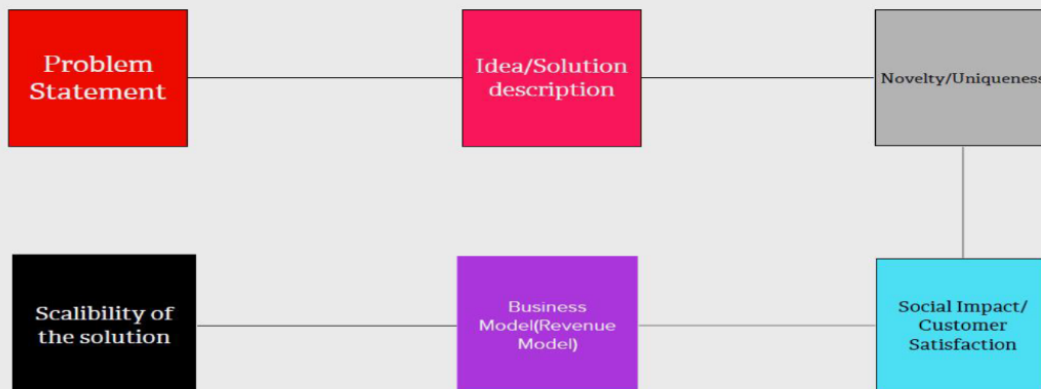 Problem
Statement
Idea/Solution
description
Novelty/Uniqueness
Social Impact/
Customer
Satisfaction
Business
Model(Revenue
Model)
Scalibility of
the solution